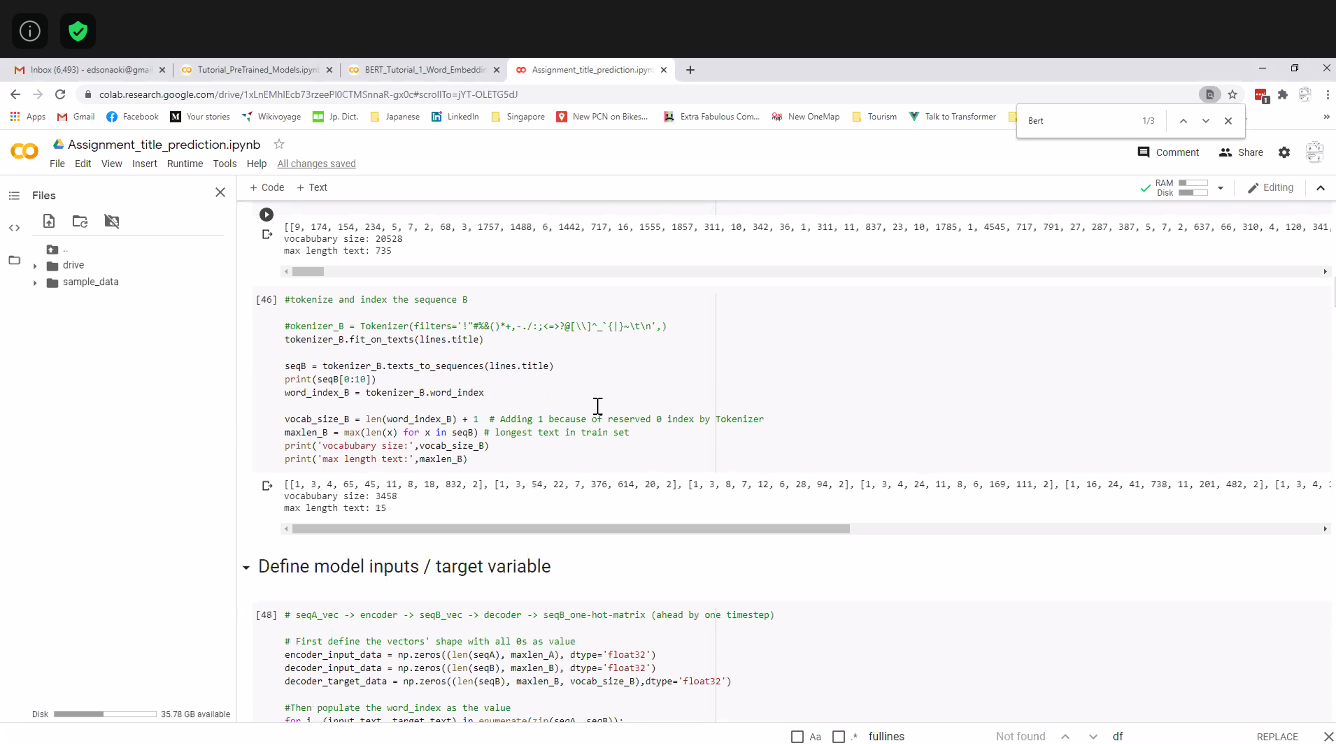 Inbox (6,493) - edsonaoki@gmai
Tutorial_PreTrained_Models.ipynb
BERT_Tutorial_1_Word_Embeddin
Assignment_title_prediction.ipynb
colab.research.google.com/drive/1xLnEMhIEcb73rzeePI0CTMSnnaR-gx0c#scrollTo=jYT-OLETG5dJ
Apps
Gmail
Facebook
Your stories
Wikivoyage
Jp. Dict.
Japanese
LinkedIn
Singapore
New PCN on Bikes...
Extra Fabulous Com...
New OneMap
Tourism
Talk to Transformer
Bert
1/3
Assignment_title_prediction.ipynb
Comment
Share
File Edit View Insert Runtime Tools Help All changes saved
Files
+ Code + Text
RAM
Disk
Editing
..
drive
sample_data
[[9, 174, 154, 234, 5, 7, 2, 68, 3, 1757, 1488, 6, 1442, 717, 16, 1555, 1857, 311, 10, 342, 36, 1, 311, 11, 837, 23, 10, 1785, 1, 4545, 717, 791, 27, 287, 387, 5, 7, 2, 637, 66, 310, 4, 120, 341,
vocabubary size: 20528
max length text: 735
[46] #tokenize and index the sequence B
#okenizer_B = Tokenizer(filters='!"#%&()*+,-./:;<=>?@[\\]^_`{|}~\t\n',)
tokenizer_B.fit_on_texts(lines.title)
seqB = tokenizer_B.texts_to_sequences(lines.title)
print(seqB[0:10])
word_index_B = tokenizer_B.word_index
vocab_size_B = len(word_index_B) + 1 # Adding 1 because of reserved 0 index by Tokenizer
maxlen_B = max(len(x) for x in seqB) # longest text in train set
print('vocabubary size:',vocab_size_B)
print('max length text:',maxlen_B)
[[1, 3, 4, 65, 45, 11, 8, 18, 832, 2], [1, 3, 54, 22, 7, 376, 614, 20, 2], [1, 3, 8, 7, 12, 6, 28, 94, 2], [1, 3, 4, 24, 11, 8, 6, 169, 111, 2], [1, 16, 24, 41, 738, 11, 201, 482, 2], [1, 3, 4,
vocabubary size: 3458
max length text: 15
Define model inputs / target variable
[48] # seqA_vec -> encoder -> seqB_vec -> decoder -> seqB_one-hot-matrix (ahead by one timestep)
# First define the vectors' shape with all 0s as value
encoder_input_data = np.zeros((len(seqA), maxlen_A), dtype='float32')
decoder_input_data = np.zeros((len(seqB), maxlen_B), dtype='float32')
decoder_target_data = np.zeros((len(seqB), maxlen_B, vocab_size_B),dtype='float32')
#Then populate the word_index as the value
for i, (input_text, target_text) in enumerate(zip(seqA, seqB)):
Disk
35.78 GB available
Aa
.*
fullines
Not found
df
REPLACE